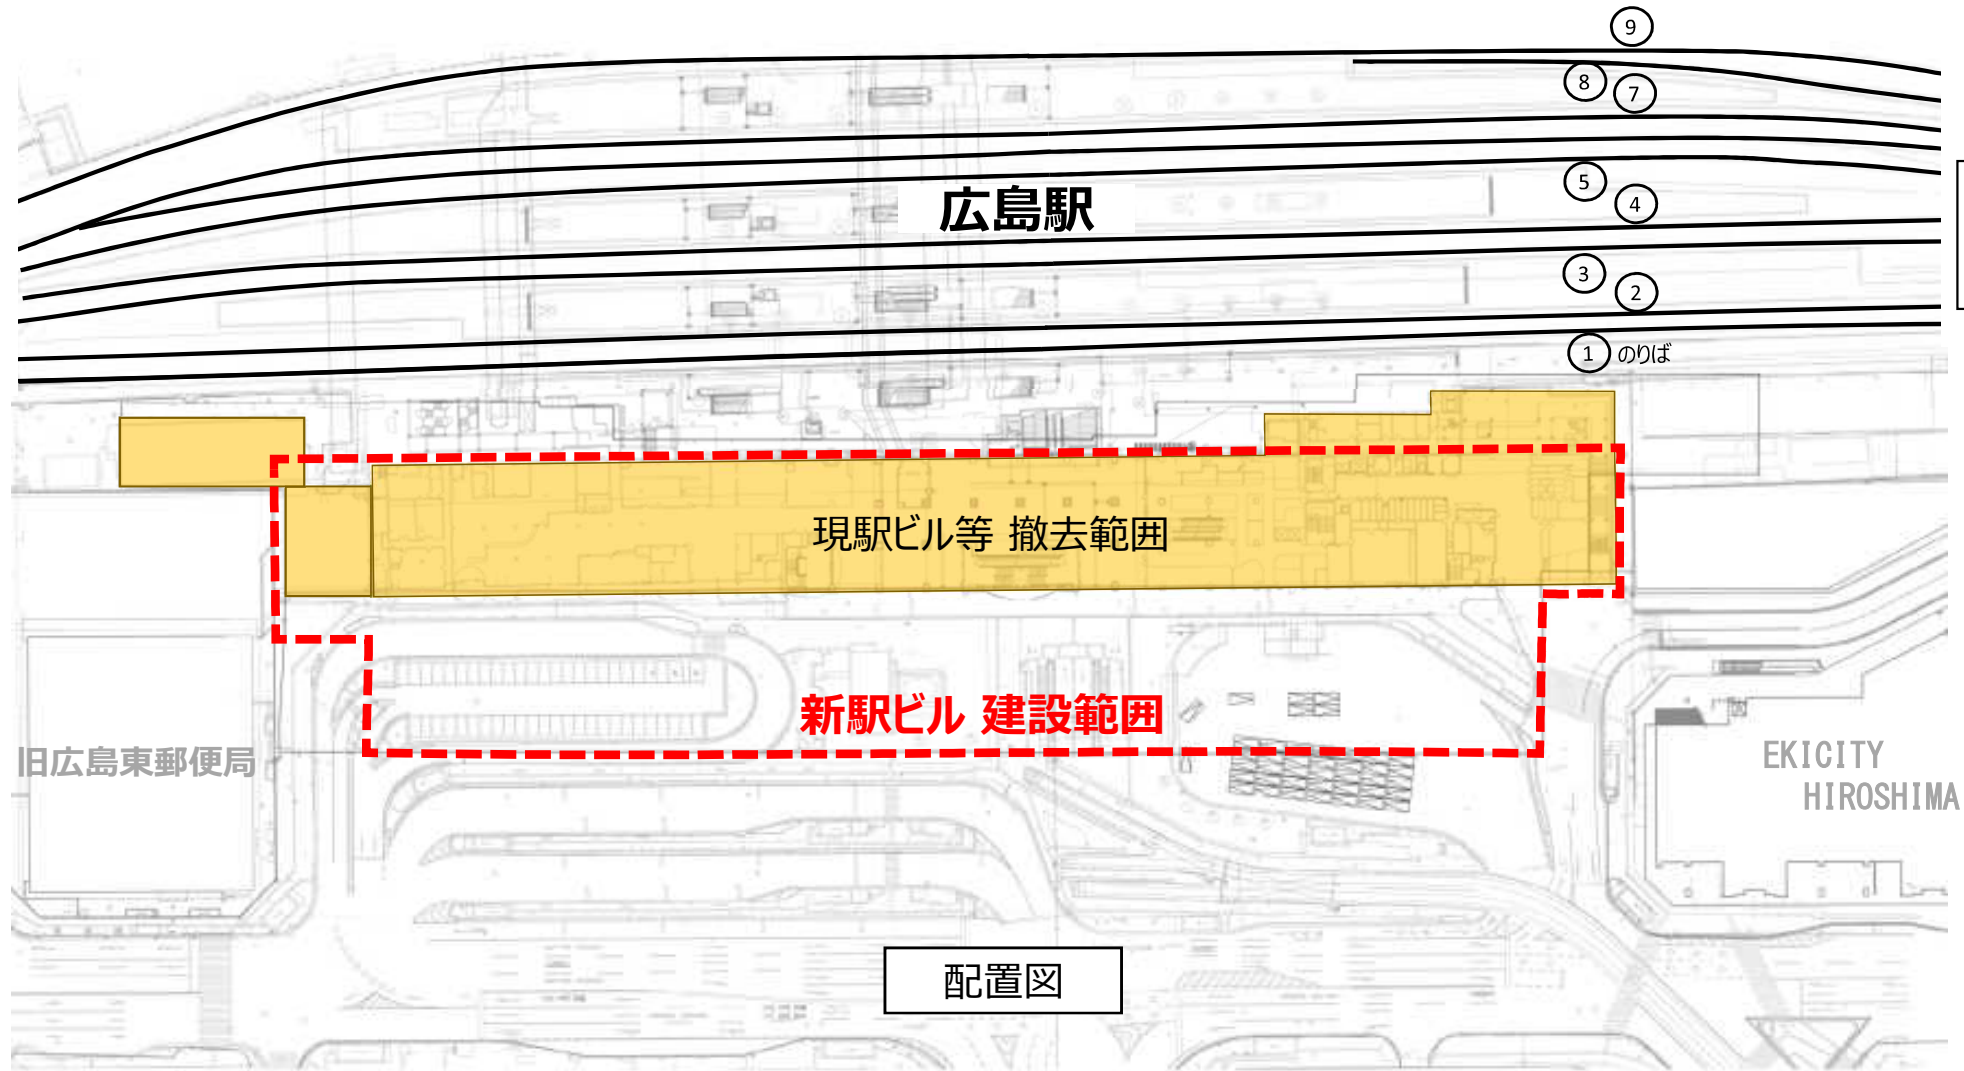 9
8
7
広島駅
5
4
3
2
1 のりば
現駅ビル等 撤去範囲
新駅ビル 建設範囲
旧広島東郵便局
EKICITY
HIROSHIMA
配置図